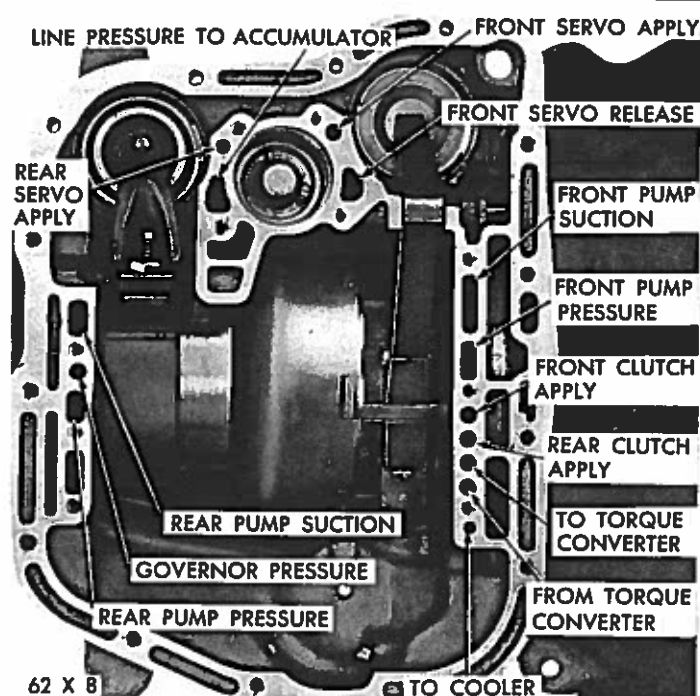 LINE PRESSURE TO ACCUMULATOR
FRONT SERVO APPLY
FRONT SERVO RELEASE
REAR
SERVO
APPLY
FRONT PUMP
SUCTION
FRONT PUMP
PRESSURE
FRONT CLUTCH
APPLY
REAR CLUTCH
APPLY
REAR PUMP SUCTION
TO TORQUE
CONVERTER
GOVERNOR PRESSURE
FROM TORQUE
CONVERTER
REAR PUMP PRESSURE
62 X 8
TO COOLER